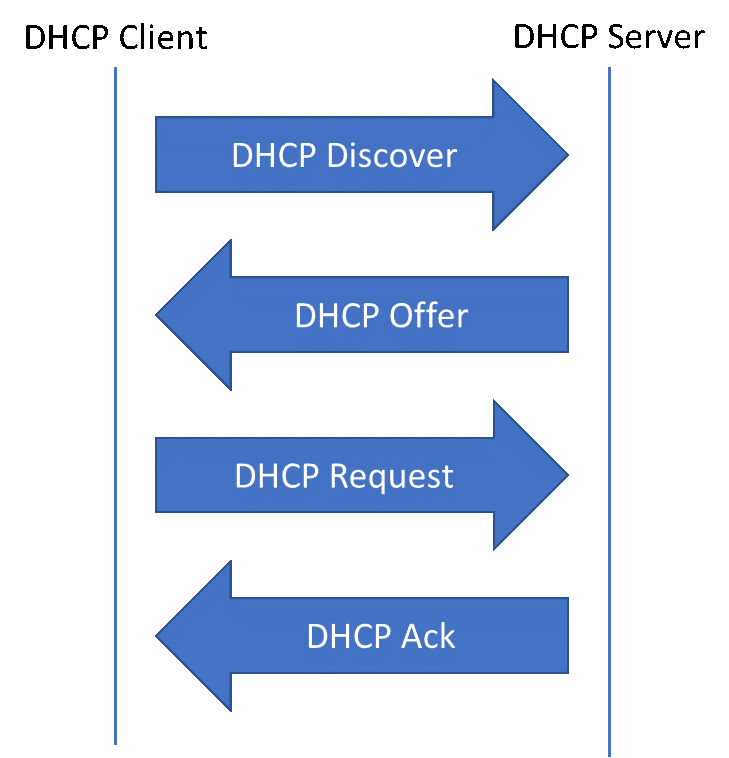 DHCP Client
DHCP Server
DHCP Discover
DHCP Offer
DHCP Request
DHCP Ack